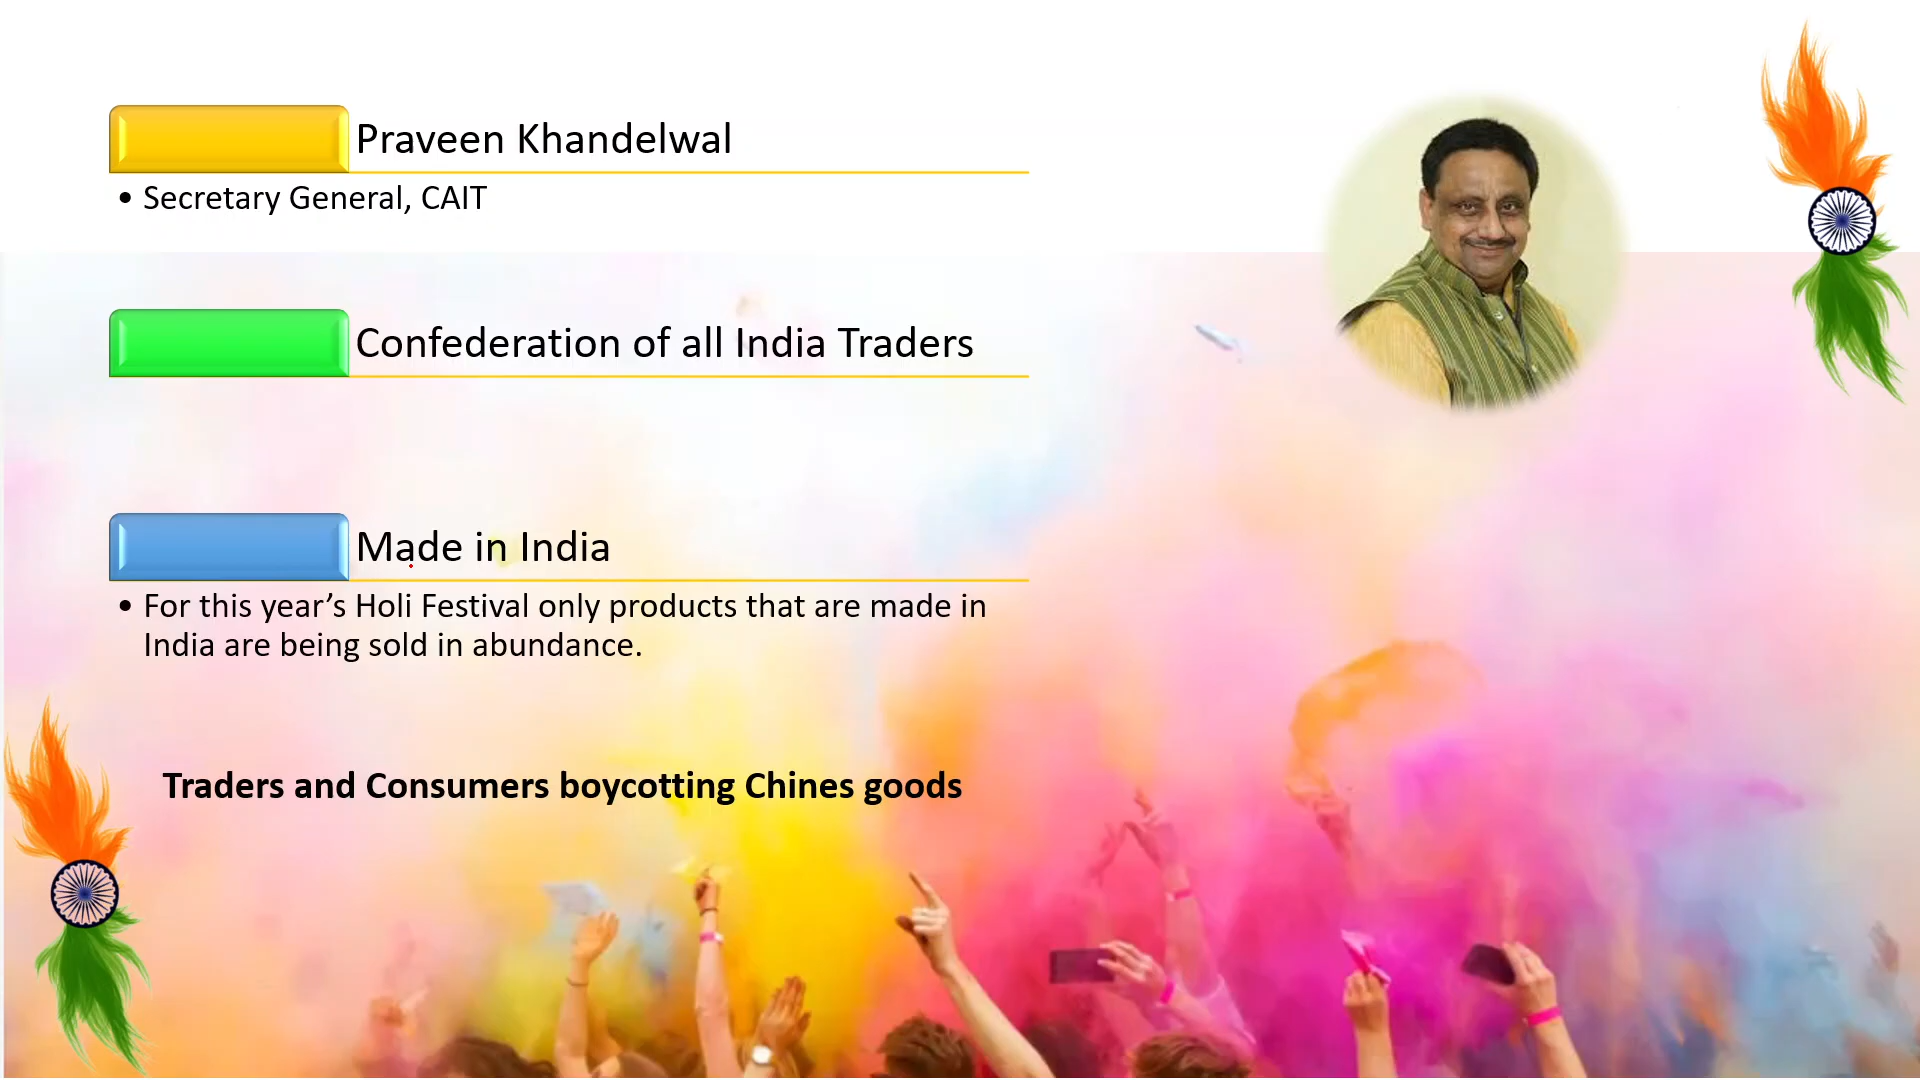 Praveen Khandelwal
• Secretary General, CAIT
Confederation of all India Traders
Made in India
• For this year’s Holi Festival only products that are made in
India are being sold in abundance.
Traders and Consumers boycotting Chines goods